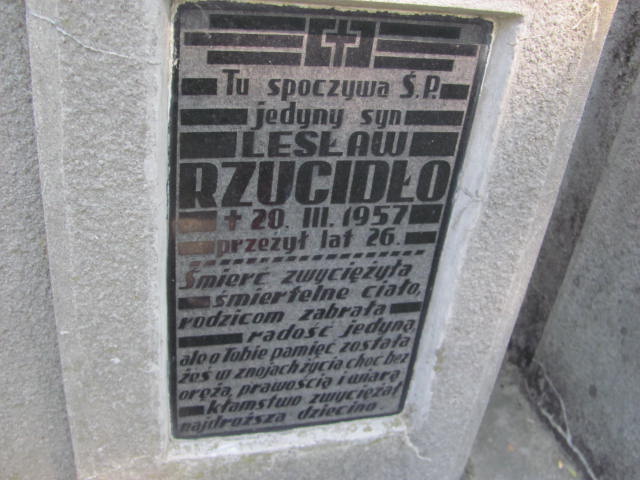 Tu spoczywa Ś.P.
jedyny syn
LESŁAW
RZUCIDŁO
† 20. III. 1957
przeżył lat 26.
Śmierć zwyciężyła
śmiertelne ciało,
rodzicom zabrała
radość jedyną,
ale o Tobie pamięć została
żeś w znojach życia choć bez
oręża, prawością i wiarą
kłamstwo zwyciężał
najdroższa dziecino.